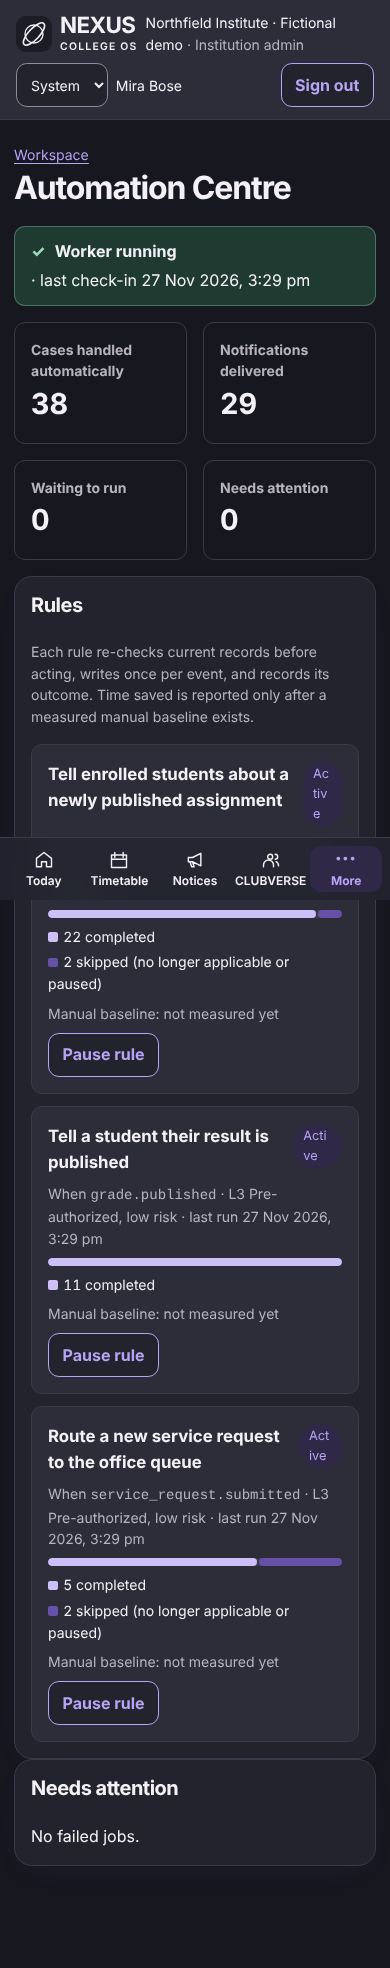 NEXUS
COLLEGE OS
Northfield Institute · Fictional
demo · Institution admin
System
Mira Bose
Sign out
Workspace
Automation Centre
✓ Worker running
· last check-in 27 Nov 2026, 3:29 pm
Cases handled
automatically
38
Notifications
delivered
29
Waiting to run
0
Needs attention
0
Rules
Each rule re-checks current records before
acting, writes once per event, and records its
outcome. Time saved is reported only after a
measured manual baseline exists.
Tell enrolled students about a
newly published assignment
Ac
tiv
e
Today
Timetable
Notices
CLUBVERSE
More
22 completed
2 skipped (no longer applicable or
paused)
Manual baseline: not measured yet
Pause rule
Tell a student their result is
published
Acti
ve
When grade.published · L3 Pre-
authorized, low risk · last run 27 Nov 2026,
3:29 pm
11 completed
Manual baseline: not measured yet
Pause rule
Route a new service request
to the office queue
Act
ive
When service_request.submitted · L3
Pre-authorized, low risk · last run 27 Nov
2026, 3:29 pm
5 completed
2 skipped (no longer applicable or
paused)
Manual baseline: not measured yet
Pause rule
Needs attention
No failed jobs.